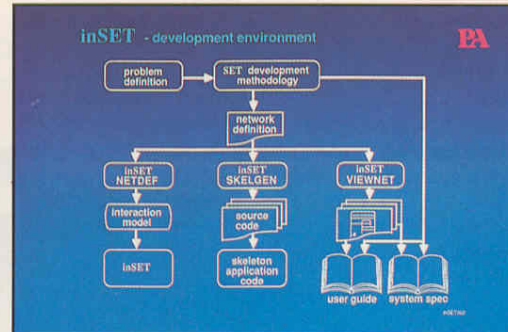 inSET - development environment
PA
problem
definition
SET development
methodology
network
definition
inSET
NETDEF
inSET
SKELGEN
inSET
VIEWNET
interaction
model
source
code
inSET
skeleton
application
code
user guide
system spec